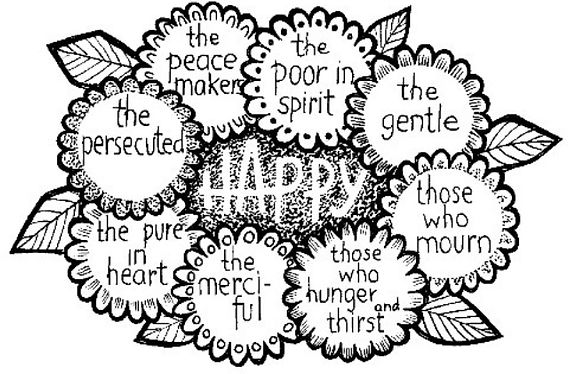 the
peace
makers
the
poor in
spirit
the
gentle
the
persecuted
HAPPY
those
who
mourn
the pure
in
heart
the
merci-
ful
those
who
hunger and
thirst